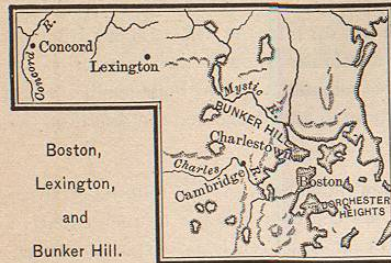 Concord R.
Concord
Lexington
Mystic R.
BUNKER HILL
Charlestown
Charles R.
Cambridge
Boston
DORCHESTER
HEIGHTS
Boston,
Lexington,
and
Bunker Hill.